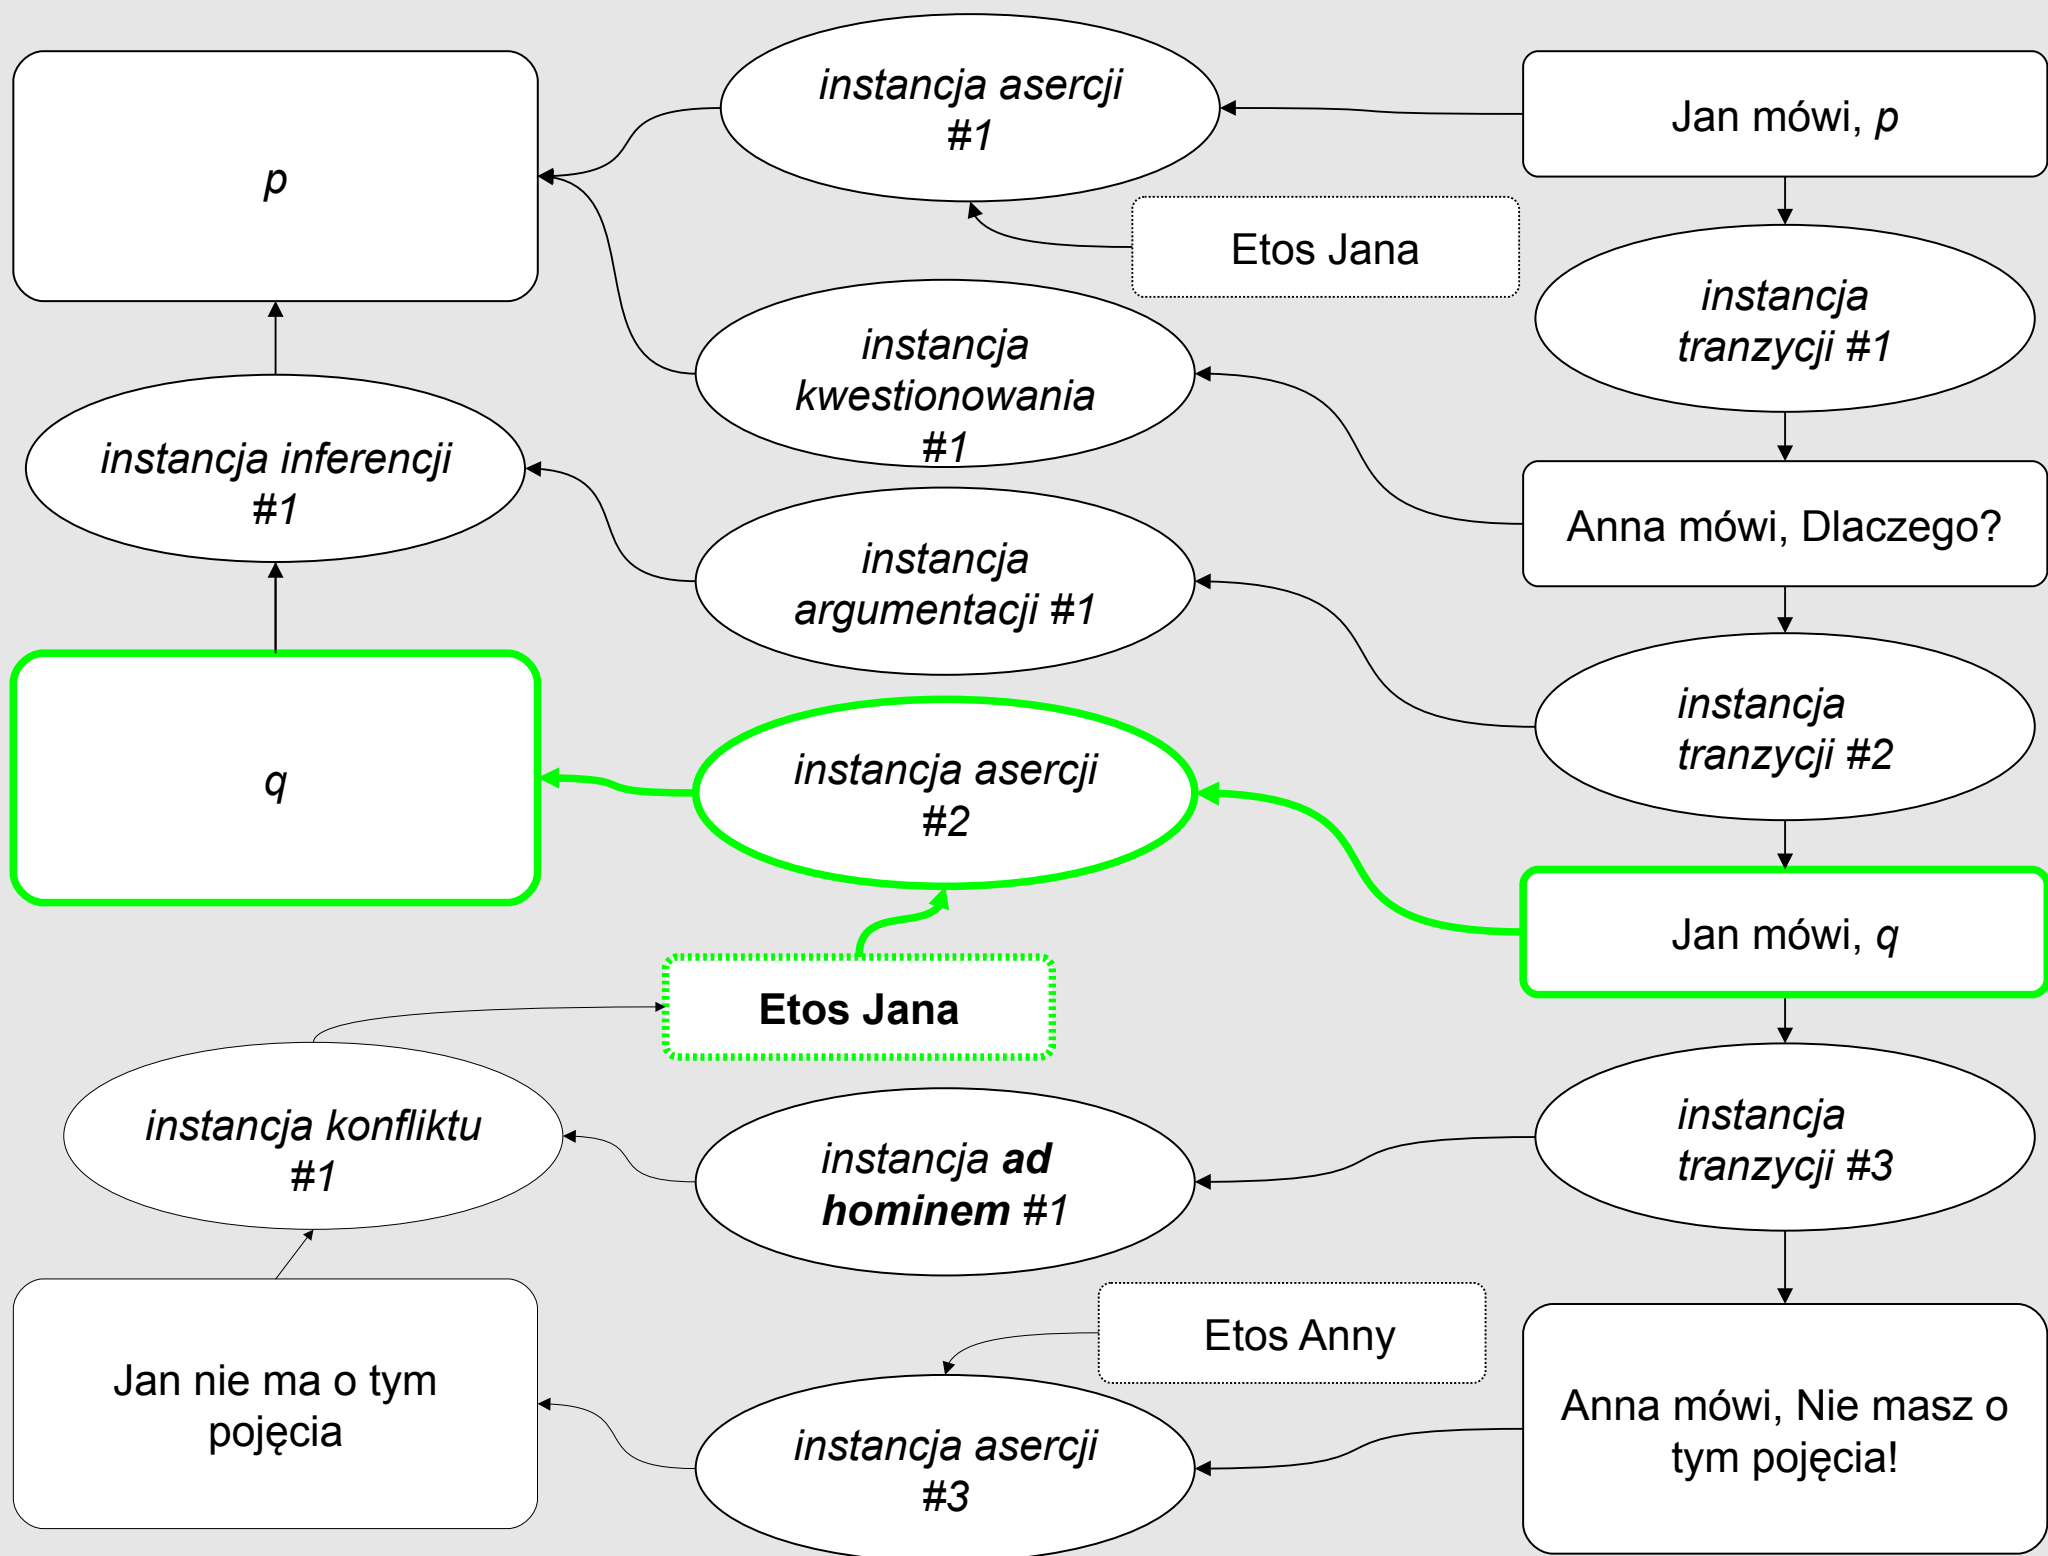 instancja asercji
#1
Jan mówi, p
p
Etos Jana
instancja
tranzycji #1
instancja
kwestionowania
#1
instancja inferencji
#1
Anna mówi, Dlaczego?
instancja
argumentacji #1
instancja
tranzycji #2
q
instancja asercji
#2
Jan mówi, q
Etos Jana
instancja konfliktu
#1
instancja ad
hominem #1
instancja
tranzycji #3
Etos Anny
Jan nie ma o tym
pojęcia
instancja asercji
#3
Anna mówi, Nie masz o
tym pojęcia!